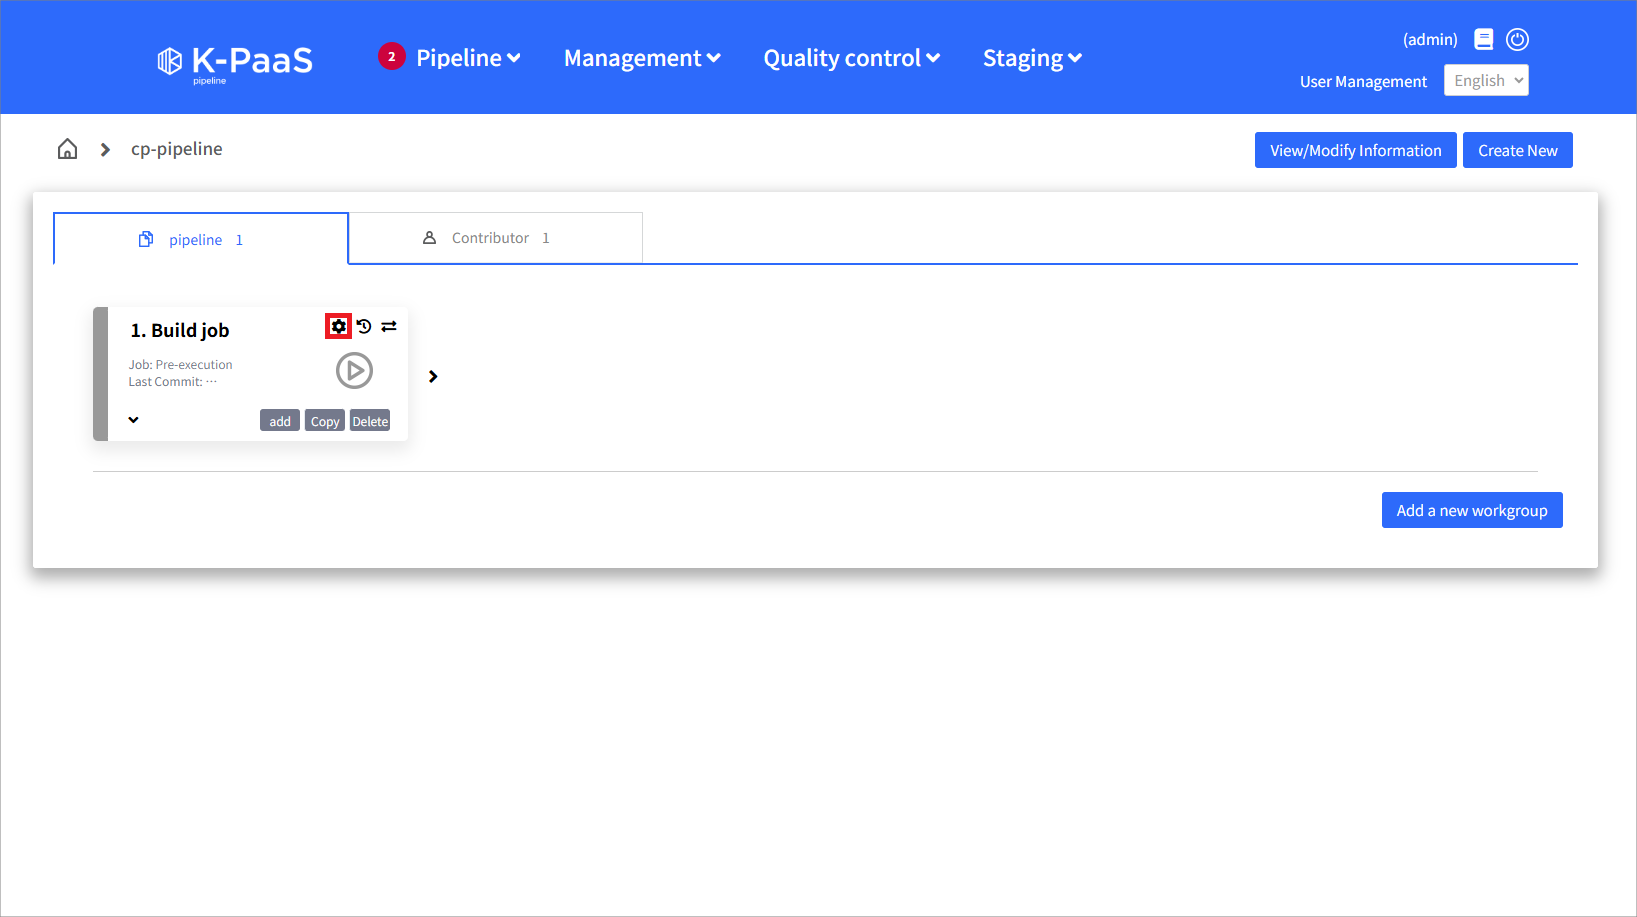 K-PaaS
pipeline
2 Pipeline Management Quality control Staging
(admin)
User Management English
cp-pipeline
View/Modify Information Create New
pipeline 1 Contributor 1
1. Build job
Job: Pre-execution
Last Commit: ···
add Copy Delete
Add a new workgroup